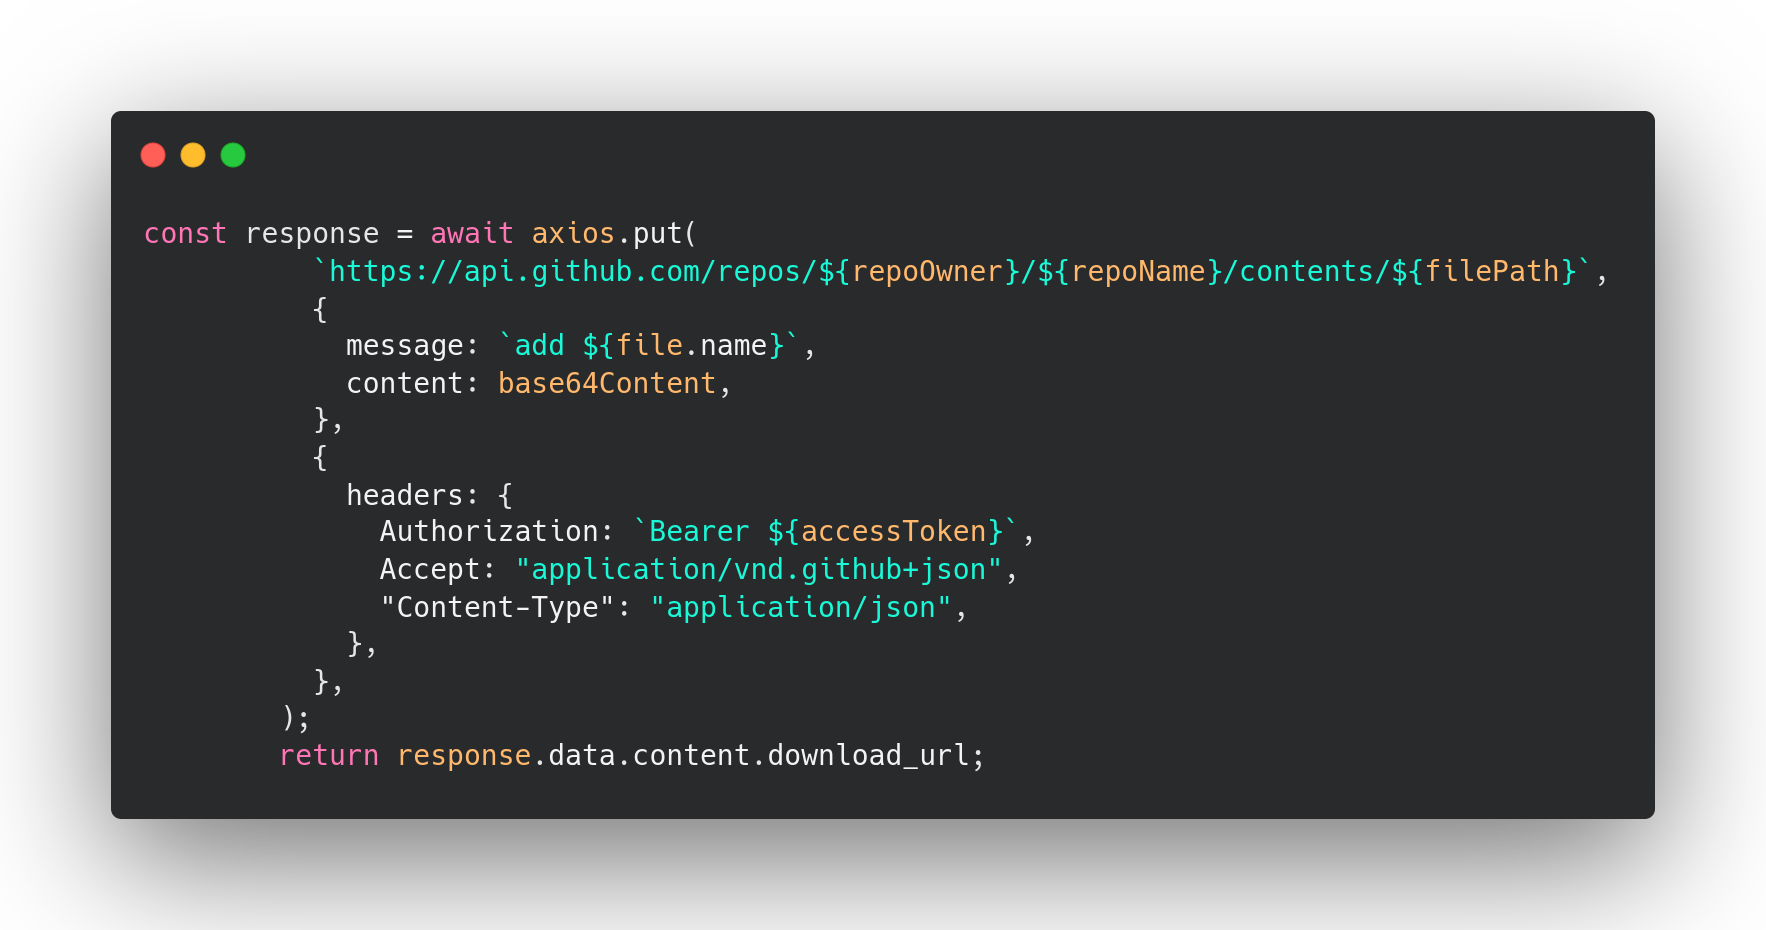 const response = await axios.put(
          `https://api.github.com/repos/${repoOwner}/${repoName}/contents/${filePath}`,
          {
            message: `add ${file.name}`,
            content: base64Content,
          },
          {
            headers: {
              Authorization: `Bearer ${accessToken}`,
              Accept: "application/vnd.github+json",
              "Content-Type": "application/json",
            },
          },
        );
        return response.data.content.download_url;